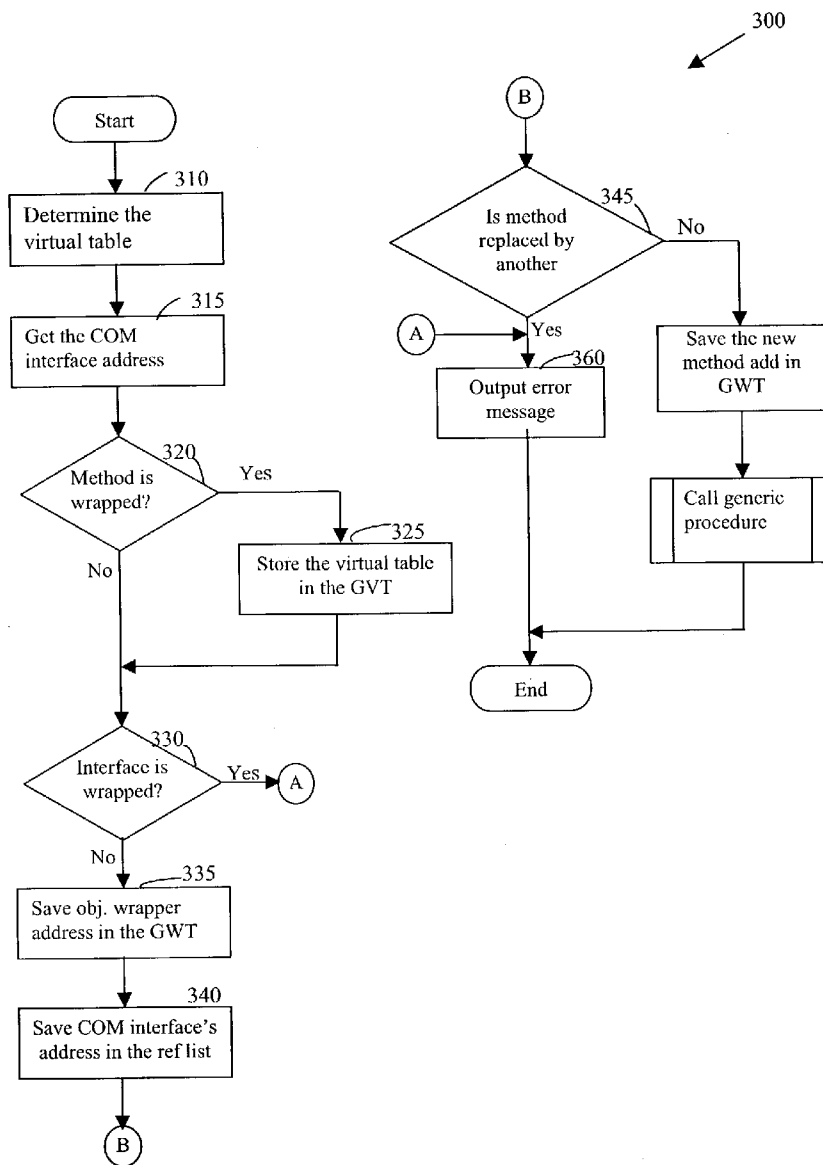 300
Start
310
Determine the
virtual table
315
Get the COM
interface address
320
Method is
wrapped?
Yes
No
325
Store the virtual table
in the GVT
330
Interface is
wrapped?
Yes
A
No
335
Save obj. wrapper
address in the GWT
340
Save COM interface's
address in the ref list
B
B
345
Is method
replaced by
another
No
A
Yes
360
Output error
message
Save the new
method add in
GWT
Call generic
procedure
End